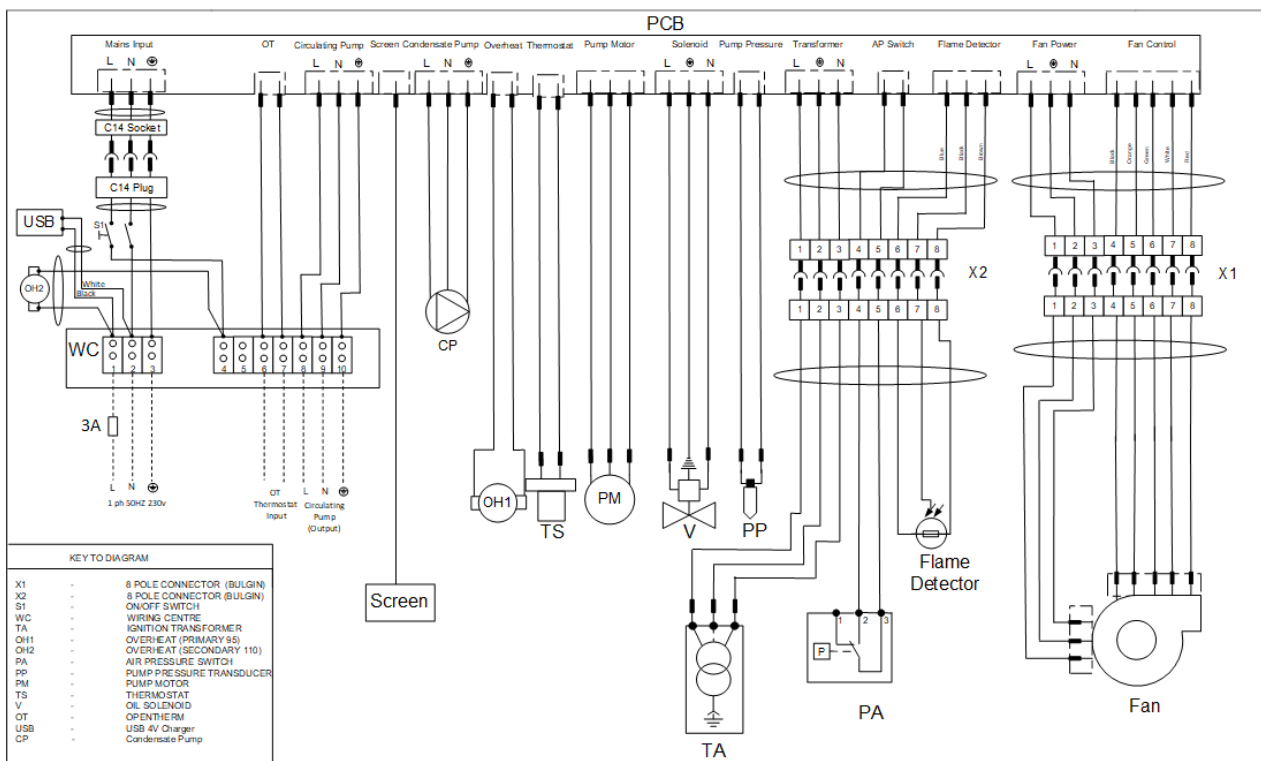 PCB
Mains Input OT Circulating Pump Screen Condensate Pump Overheat Thermostat Pump Motor Solenoid Pump Pressure Transformer AP Switch Flame Detector Fan Power Fan Control
L N L N L N L N L N L N
C14 Socket
C14 Plug
Blue Black Brown
Black Orange Green White Red
USB
S1
OH2
White
Black
1 2 3 4 5 6 7 8
X2
1 2 3 4 5 6 7 8
1 2 3 4 5 6 7 8
X1
1 2 3 4 5 6 7 8
CP
WC
1 2 3 4 5 6 7 8 9 10
3A
L N
1 ph 50HZ 230v
OT
Thermostat
Input
L N
Circulating
Pump
(Output)
OH1
TS
PM
V
PP
Flame
Detector
Screen
1 2 3
P
PA
TA
Fan
KEY TO DIAGRAM
X1 - 8 POLE CONNECTOR (BULGIN)
X2 - 8 POLE CONNECTOR (BULGIN)
S1 - ON/OFF SWITCH
WC - WIRING CENTRE
TA - IGNITION TRANSFORMER
OH1 - OVERHEAT (PRIMARY 95)
OH2 - OVERHEAT (SECONDARY 110)
PA - AIR PRESSURE SWITCH
PP - PUMP PRESSURE TRANSDUCER
PM - PUMP MOTOR
TS - THERMOSTAT
V - OIL SOLENOID
OT - OPENTHERM
USB - USB 4V Charger
CP - Condensate Pump